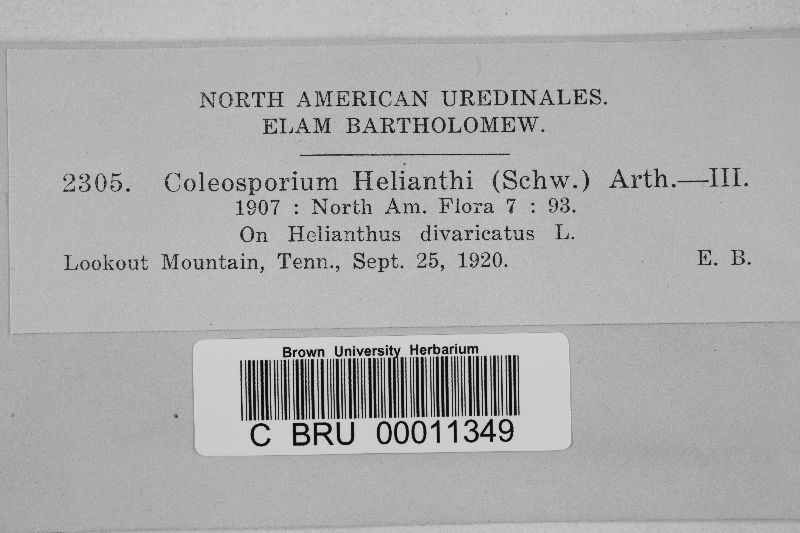 NORTH AMERICAN UREDINALES.
ELAM BARTHOLOMEW.
2305. Coleosporium Helianthi (Schw.) Arth.—III.
1907 : North Am. Flora 7 : 93.
On Helianthus divaricatus L.
Lookout Mountain, Tenn., Sept. 25, 1920. E. B.
Brown University Herbarium
C BRU 00011349